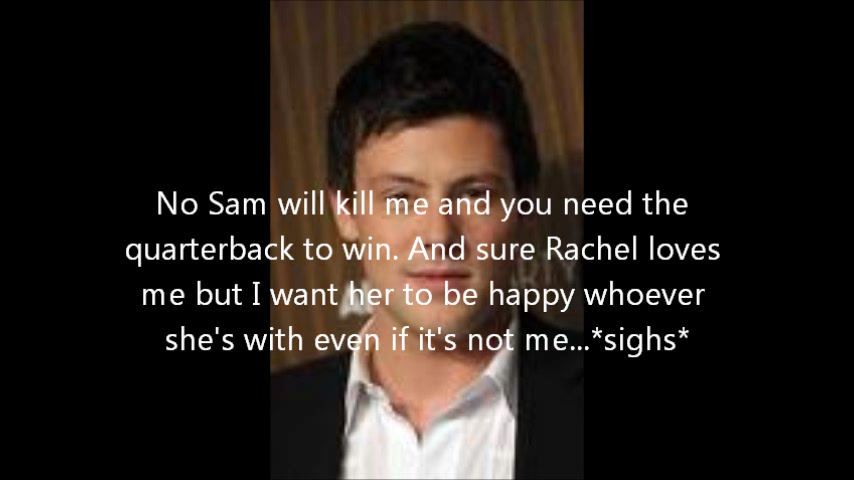 No Sam will kill me and you need the
quarterback to win. And sure Rachel loves
me but I want her to be happy whoever
she's with even if it's not me...*sighs*